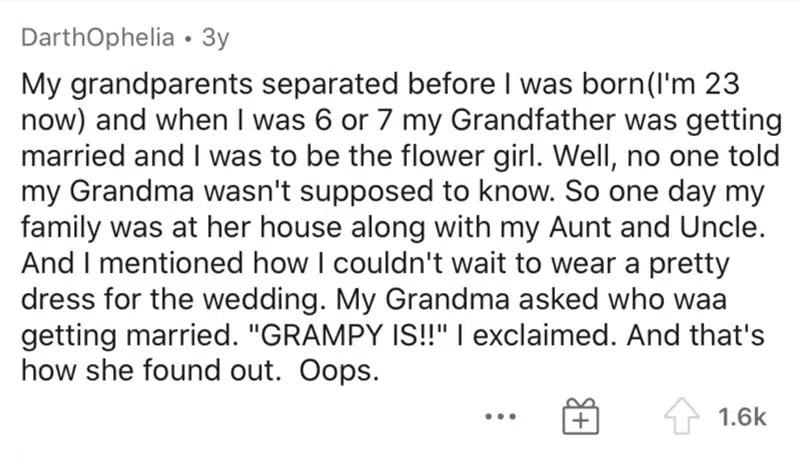 DarthOphelia • 3y
My grandparents separated before I was born(I'm 23
now) and when I was 6 or 7 my Grandfather was getting
married and I was to be the flower girl. Well, no one told
my Grandma wasn't supposed to know. So one day my
family was at her house along with my Aunt and Uncle.
And I mentioned how I couldn't wait to wear a pretty
dress for the wedding. My Grandma asked who waa
getting married. "GRAMPY IS!!" I exclaimed. And that's
how she found out.  Oops.
1.6k